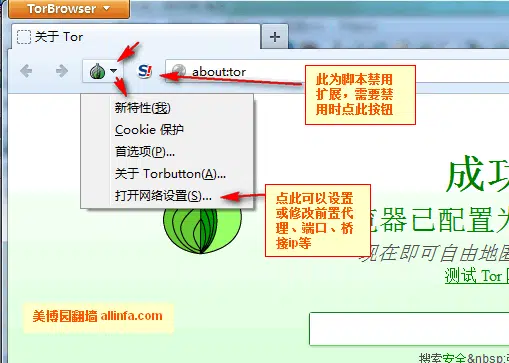 TorBrowser
关于 Tor
about:tor
新特性(我)
Cookie 保护
首选项(P)...
关于 Torbutton(A)...
打开网络设置(S)...
此为脚本禁用
扩展，需要禁
用时点此按钮
点此可以设置
或修改前置代
理、端口、桥
接ip等
成功
览器已配置为
现在即可自由地匿
测试 Tor 网
美博园翻墙 allinfa.com
搜索安全&nbsp;